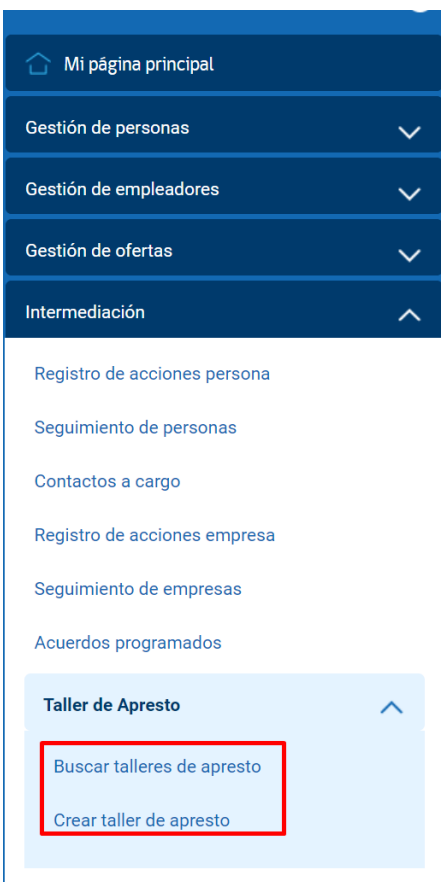 Mi página principal
Gestión de personas
Gestión de empleadores
Gestión de ofertas
Intermediación
Registro de acciones persona
Seguimiento de personas
Contactos a cargo
Registro de acciones empresa
Seguimiento de empresas
Acuerdos programados
Taller de Apresto
Buscar talleres de apresto
Crear taller de apresto